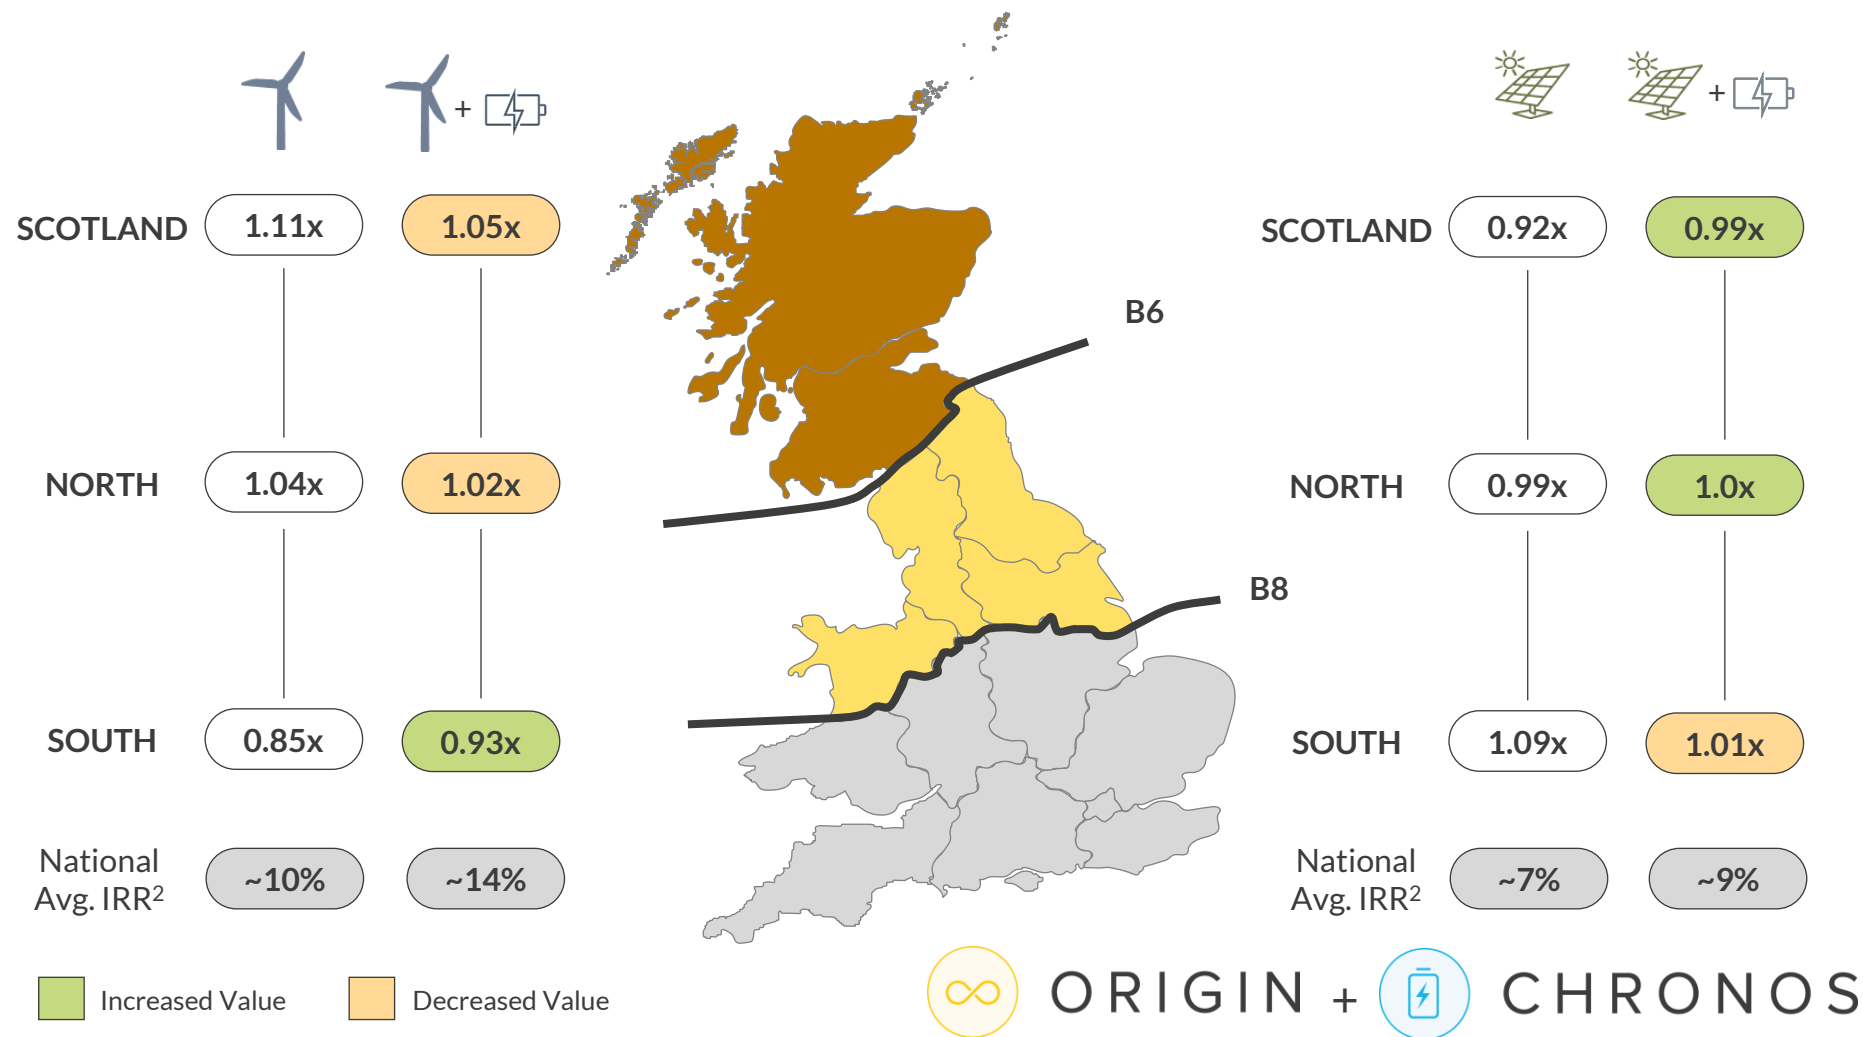 +
+
SCOTLAND 1.11x 1.05x
SCOTLAND 0.92x 0.99x
B6
NORTH 1.04x 1.02x
NORTH 0.99x 1.0x
B8
SOUTH 0.85x 0.93x
SOUTH 1.09x 1.01x
National
Avg. IRR² ~10% ~14%
National
Avg. IRR² ~7% ~9%
Increased Value Decreased Value
ORIGIN + CHRONOS